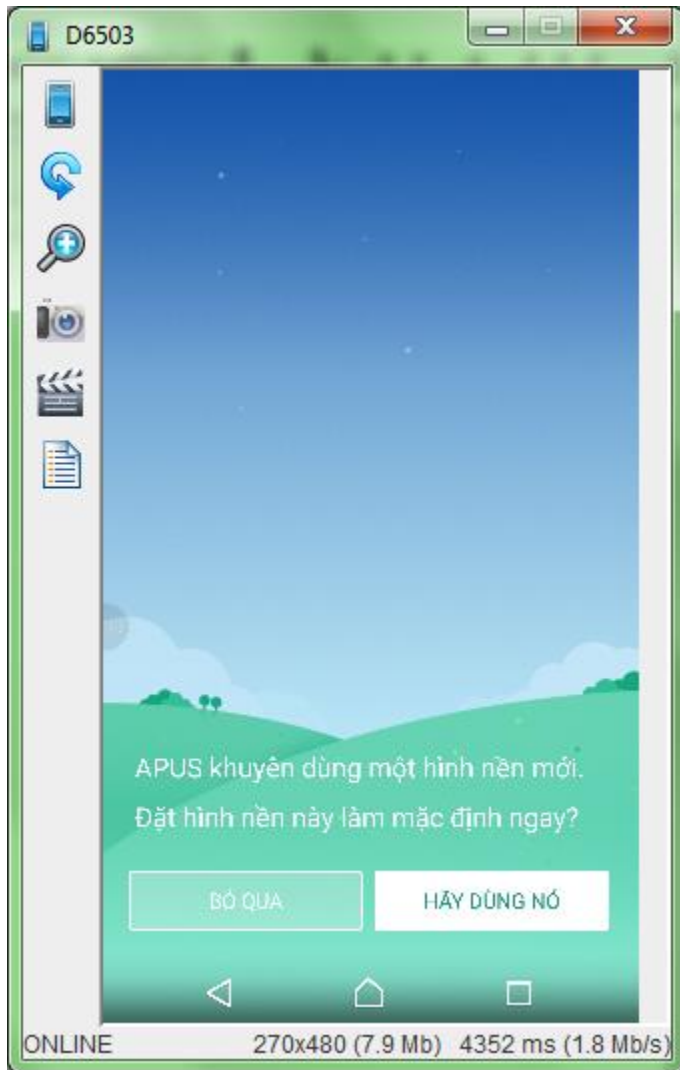 D6503
APUS khuyên dùng một hình nền mới.
Đặt hình nền này làm mặc định ngay?
BỎ QUA
HÃY DÙNG NÓ
ONLINE 270x480 (7.9 Mb) 4352 ms (1.8 Mb/s)